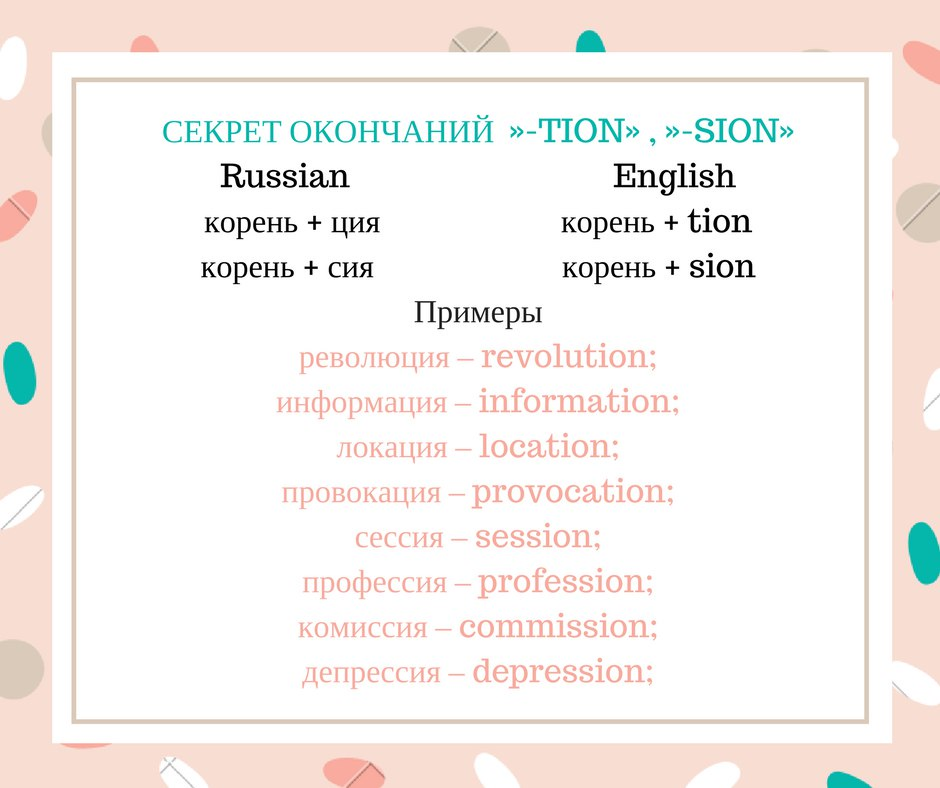 СЕКРЕТ ОКОНЧАНИЙ »-TION» , »-SION»
Russian English
корень + ция корень + tion
корень + сия корень + sion
Примеры
революция – revolution;
информация – information;
локация – location;
провокация – provocation;
сессия – session;
профессия – profession;
комиссия – commission;
депрессия – depression;